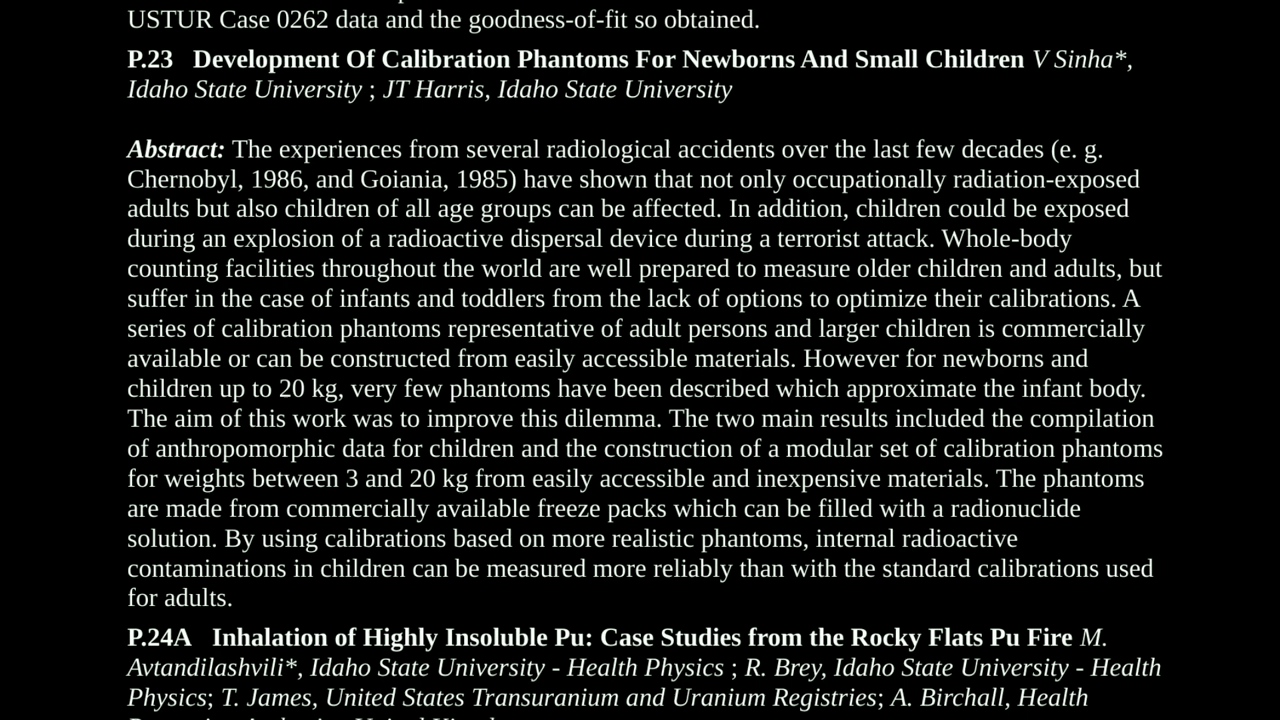 USTUR Case 0262 data and the goodness-of-fit so obtained.
P.23 Development Of Calibration Phantoms For Newborns And Small Children V Sinha*,
Idaho State University ; JT Harris, Idaho State University
Abstract: The experiences from several radiological accidents over the last few decades (e. g.
Chernobyl, 1986, and Goiania, 1985) have shown that not only occupationally radiation-exposed
adults but also children of all age groups can be affected. In addition, children could be exposed
during an explosion of a radioactive dispersal device during a terrorist attack. Whole-body
counting facilities throughout the world are well prepared to measure older children and adults, but
suffer in the case of infants and toddlers from the lack of options to optimize their calibrations. A
series of calibration phantoms representative of adult persons and larger children is commercially
available or can be constructed from easily accessible materials. However for newborns and
children up to 20 kg, very few phantoms have been described which approximate the infant body.
The aim of this work was to improve this dilemma. The two main results included the compilation
of anthropomorphic data for children and the construction of a modular set of calibration phantoms
for weights between 3 and 20 kg from easily accessible and inexpensive materials. The phantoms
are made from commercially available freeze packs which can be filled with a radionuclide
solution. By using calibrations based on more realistic phantoms, internal radioactive
contaminations in children can be measured more reliably than with the standard calibrations used
for adults.
P.24A Inhalation of Highly Insoluble Pu: Case Studies from the Rocky Flats Pu Fire M.
Avtandilashvili*, Idaho State University - Health Physics ; R. Brey, Idaho State University - Health
Physics; T. James, United States Transuranium and Uranium Registries; A. Birchall, Health